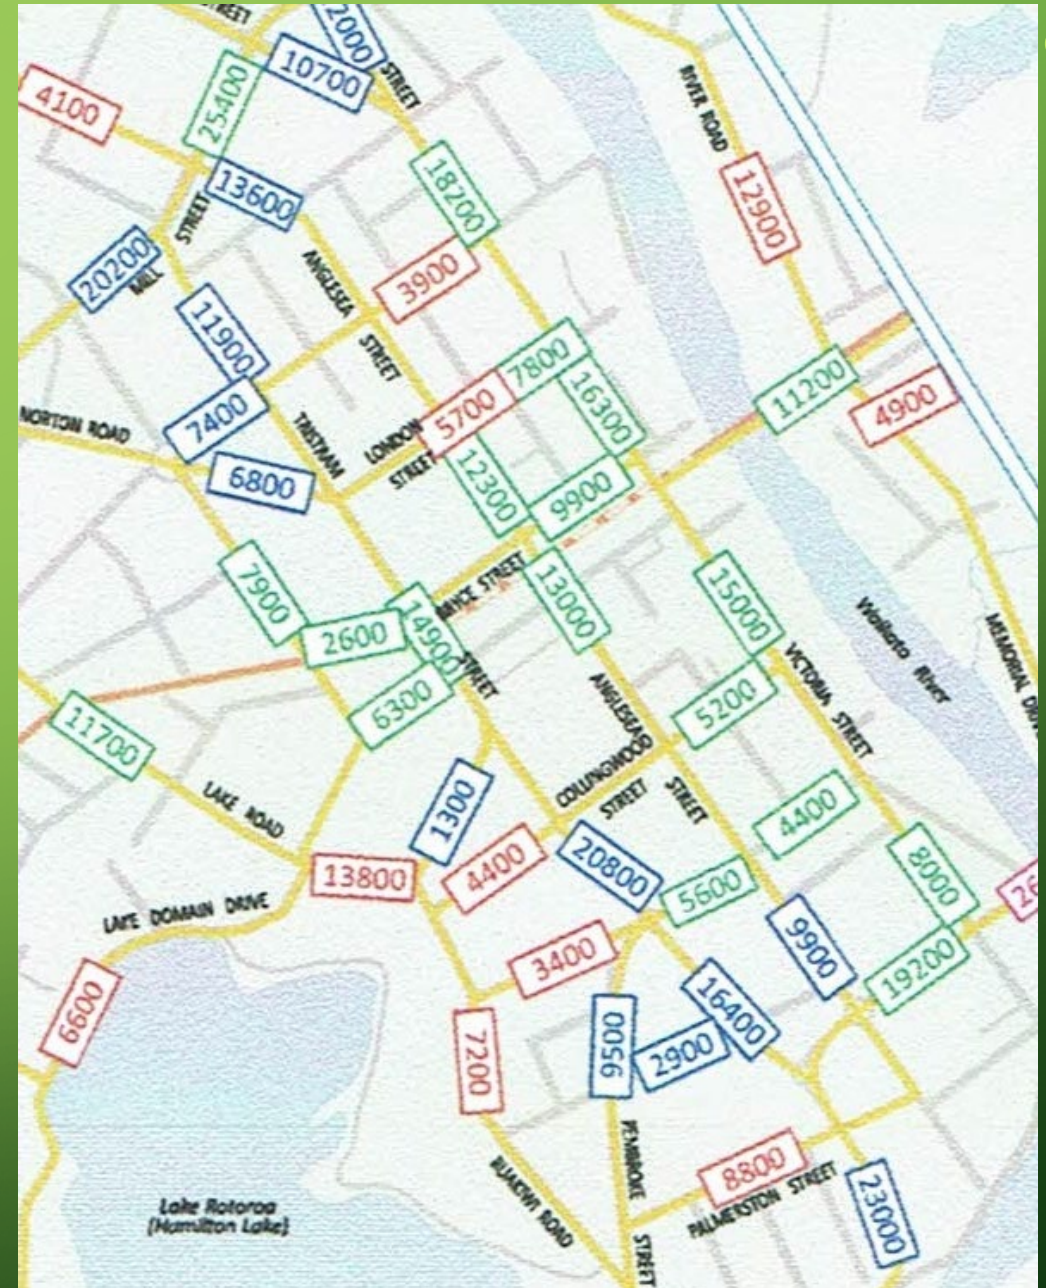 STREET
2000
10700
STREET
25400
4100
RIVER ROAD
18200
13600
12900
STREET
20200
MILL
ANGLESEA
3900
11900
STREET
7800
16300
11200
5700
4900
7400
NORTON ROAD
TRISTRAM
LONDON
STREET
12300
6800
9900
7900
BRYCE STREET
13000
15000
2600
14900
Waikato River
MEMORIAL DRIVE
STREET
6300
ANGLESEA
5200
VICTORIA STREET
11700
COLLINGWOOD
STREET
STREET
LAKE ROAD
1300
4400
20800
4400
13800
5600
8000
26
LAKE DOMAIN DRIVE
9900
3400
19200
6600
16400
7200
9500
2900
PEMBROKE
STREET
8800
PALMERSTON STREET
RUAKIWI ROAD
23000
Lake Rotoroa
(Hamilton Lake)